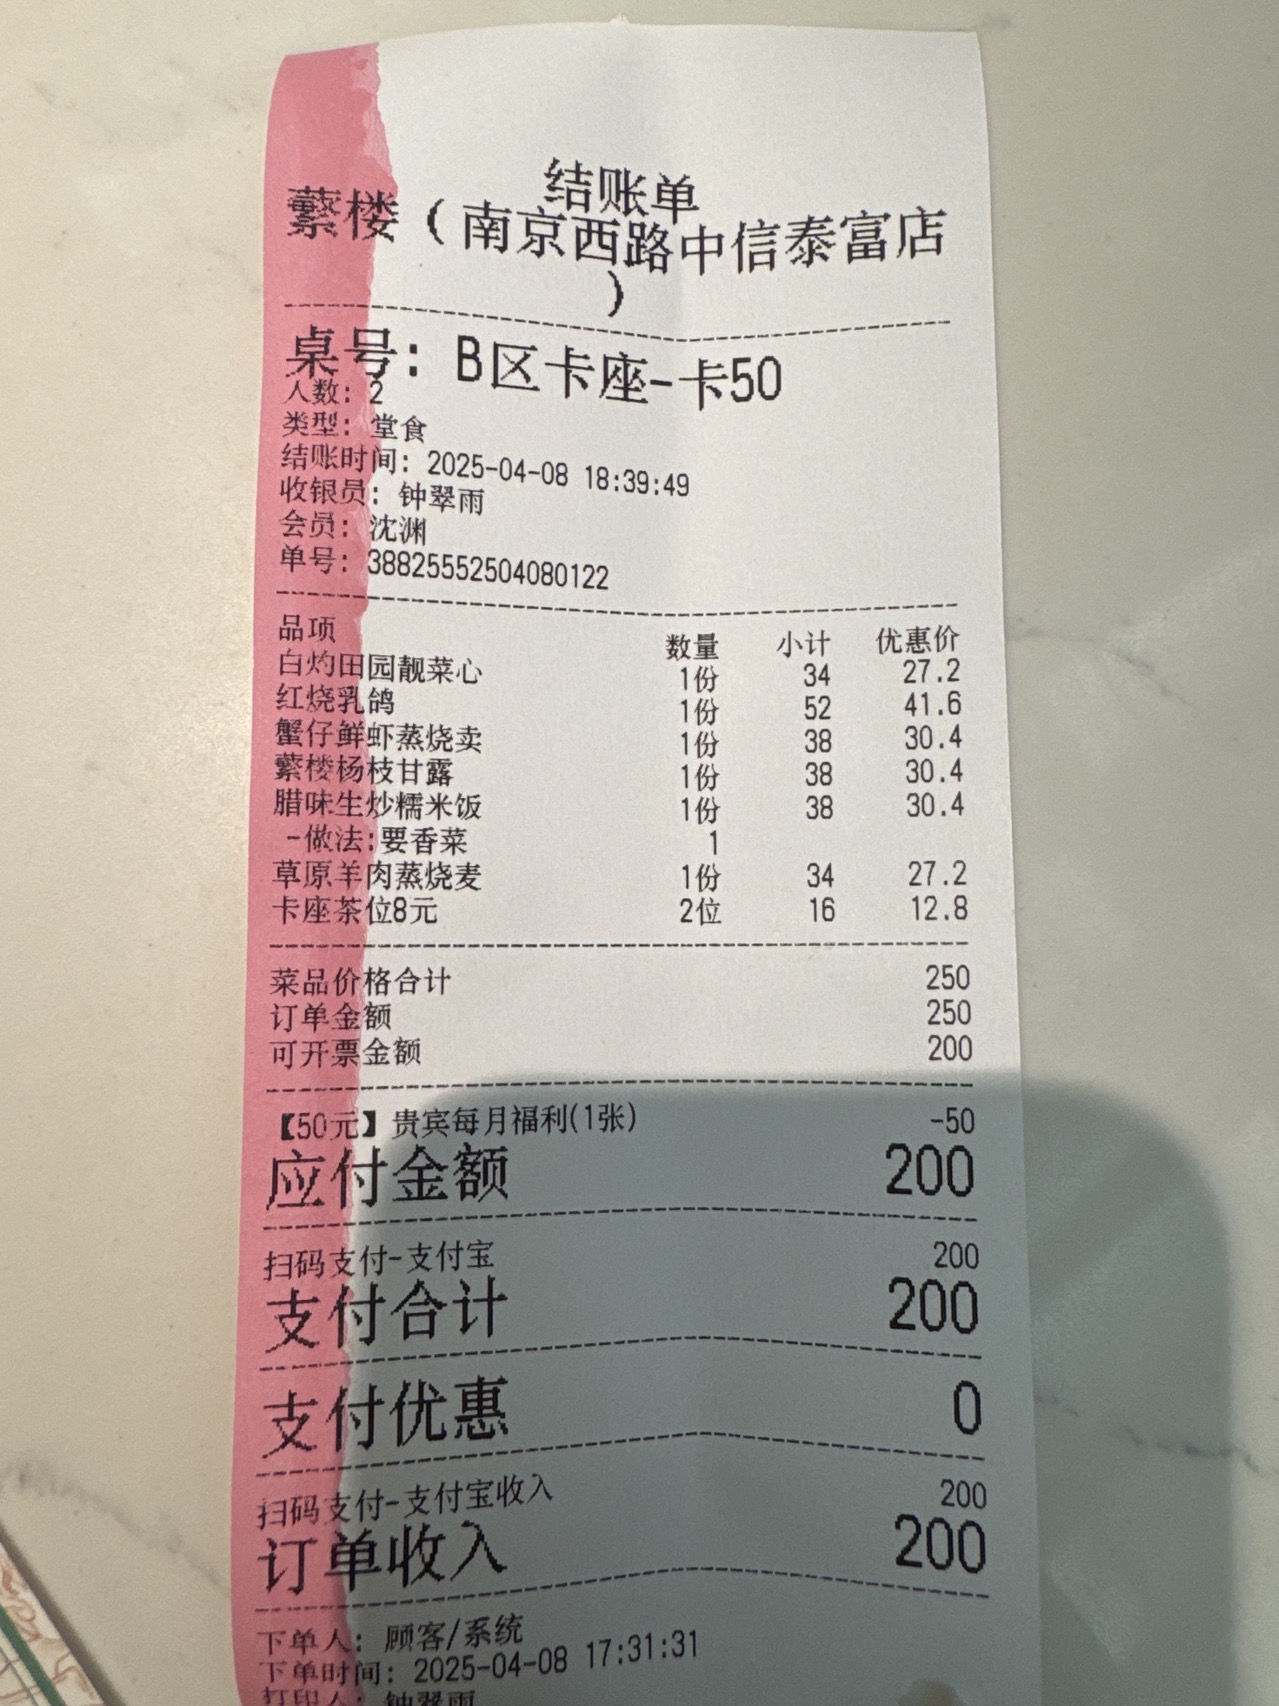 结账单
蘩楼（南京西路中信泰富店
）
桌号：B区卡座-卡50
人数：2
类型：堂食
结账时间：2025-04-08 18:39:49
收银员：钟翠雨
会员：沈渊
单号：38825552504080122
品项 数量 小计 优惠价
白灼田园靓菜心 1份 34 27.2
红烧乳鸽 1份 52 41.6
蟹仔鲜虾蒸烧卖 1份 38 30.4
蘩楼杨枝甘露 1份 38 30.4
腊味生炒糯米饭 1份 38 30.4
-做法:要香菜 1
草原羊肉蒸烧麦 1份 34 27.2
卡座茶位8元 2位 16 12.8
菜品价格合计 250
订单金额 250
可开票金额 200
【50元】贵宾每月福利(1张) -50
应付金额 200
扫码支付-支付宝 200
支付合计 200
支付优惠 0
扫码支付-支付宝收入 200
订单收入 200
下单人：顾客/系统
下单时间：2025-04-08 17:31:31
打印人：钟翠雨